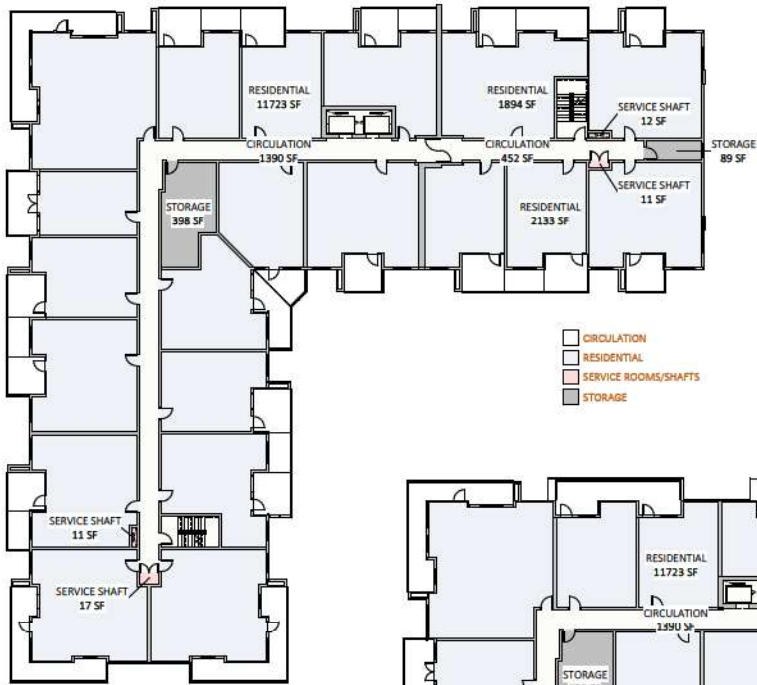 RESIDENTIAL
11723 SF
RESIDENTIAL
1894 SF
SERVICE SHAFT
12 SF
CIRCULATION
1390 SF
CIRCULATION
452 SF
STORAGE
89 SF
SERVICE SHAFT
11 SF
STORAGE
398 SF
RESIDENTIAL
2133 SF
CIRCULATION
RESIDENTIAL
SERVICE ROOMS/SHAFTS
STORAGE
SERVICE SHAFT
11 SF
SERVICE SHAFT
17 SF
RESIDENTIAL
11723 SF
CIRCULATION
1390 SF
STORAGE